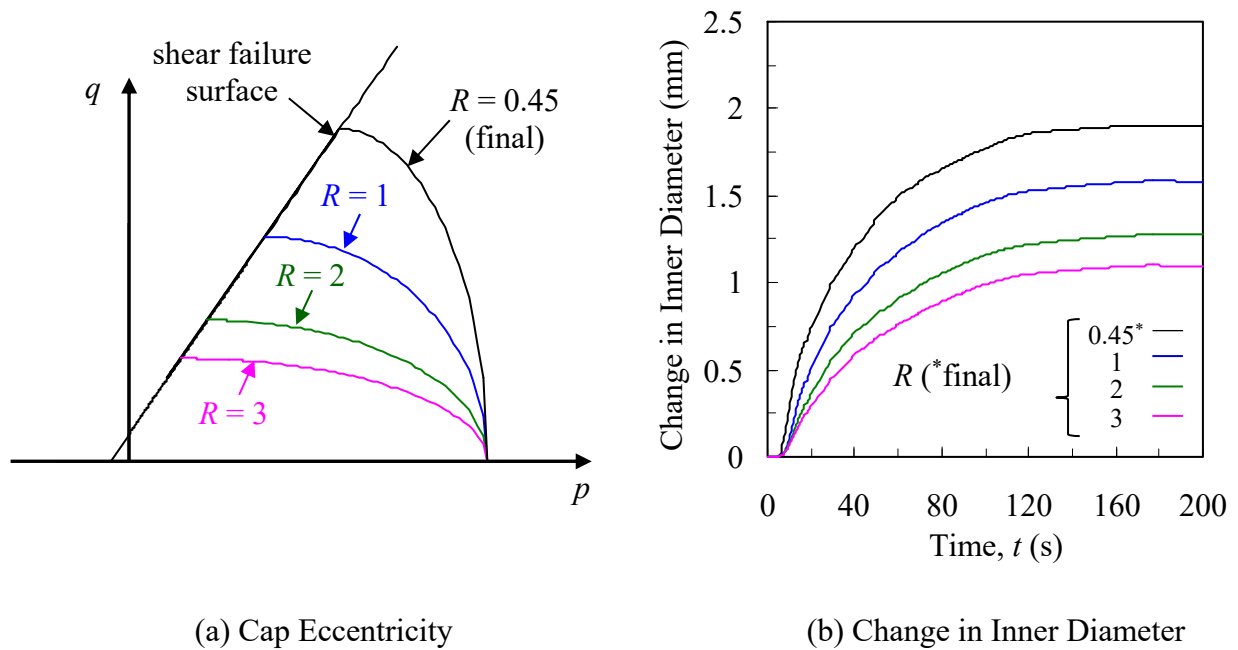 shear failure
surface
q
R = 0.45
(final)
R = 1
R = 2
R = 3
p
(a) Cap Eccentricity
Change in Inner Diameter (mm)
2.5
2
1.5
1
0.5
0
0 40 80 120 160 200
Time, t (s)
R (*final)
0.45*
1
2
3
(b) Change in Inner Diameter